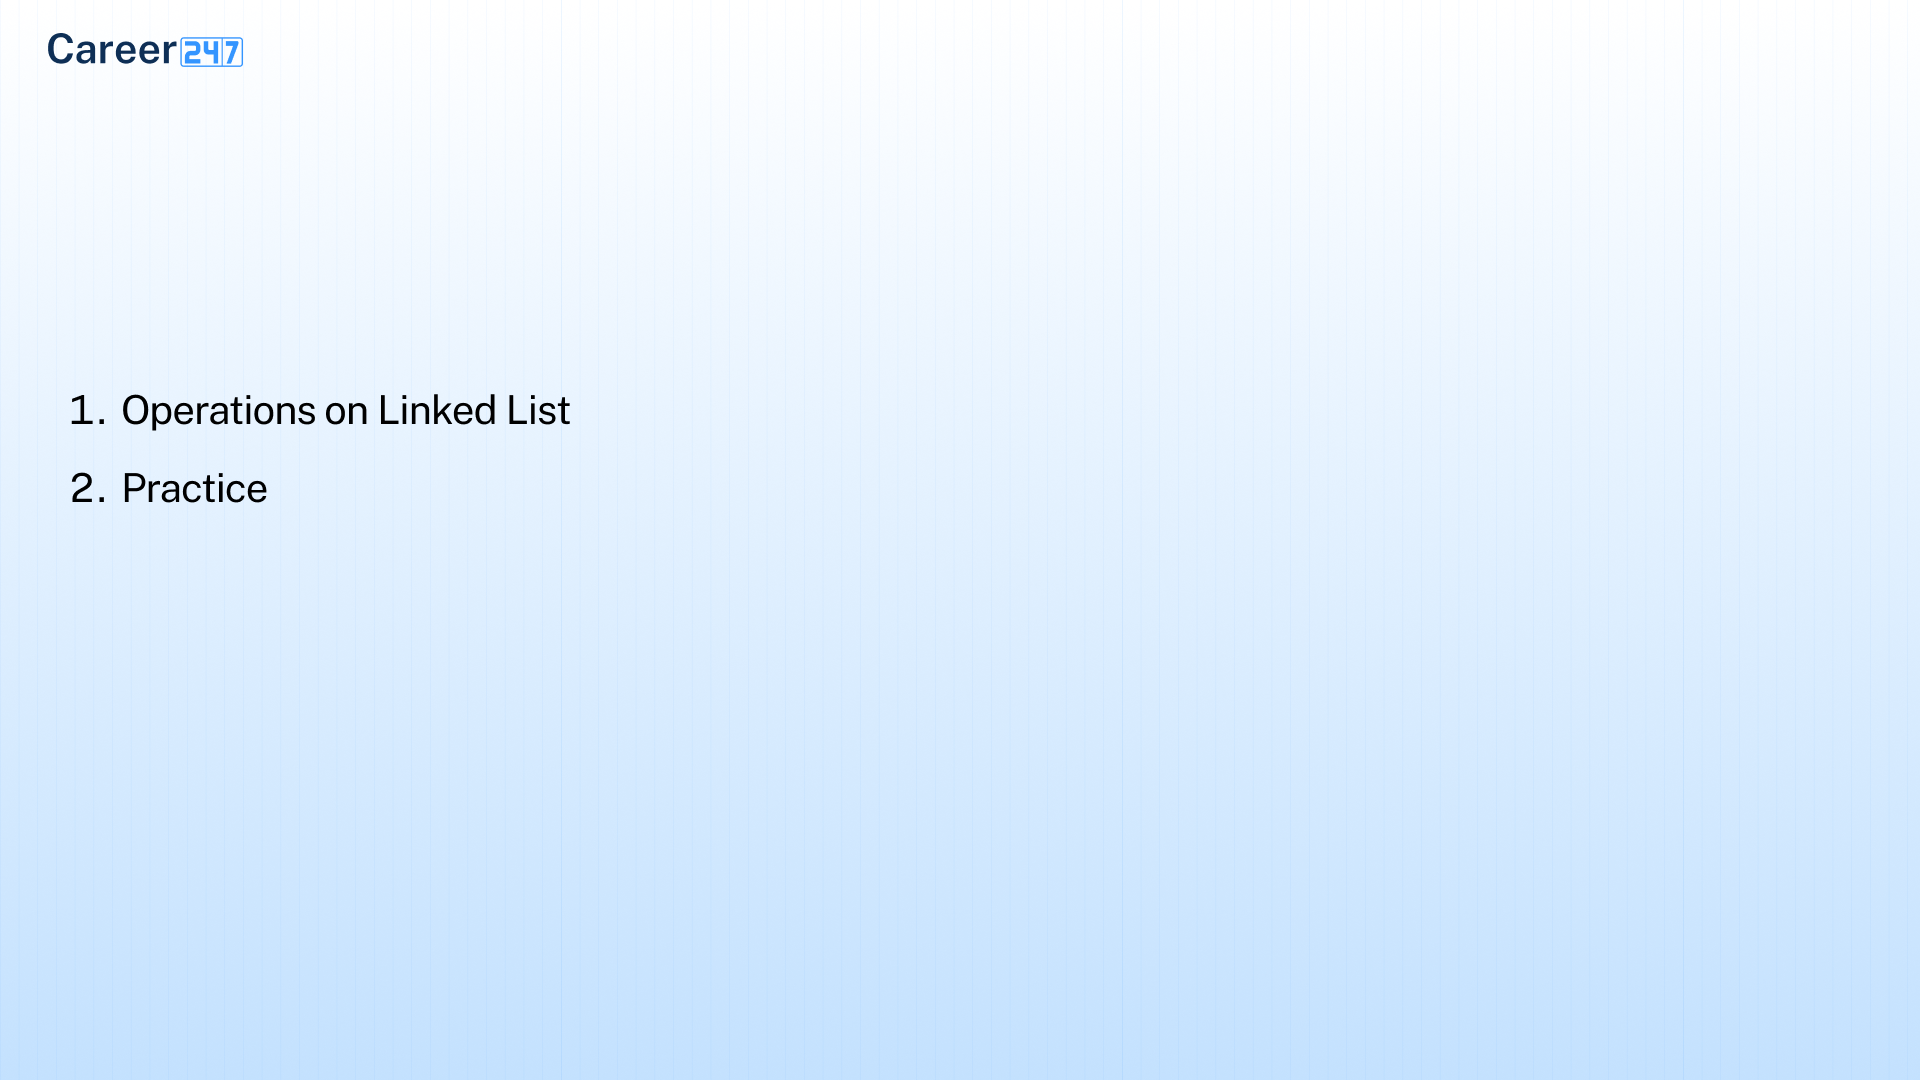 Career247
1. Operations on Linked List
2. Practice